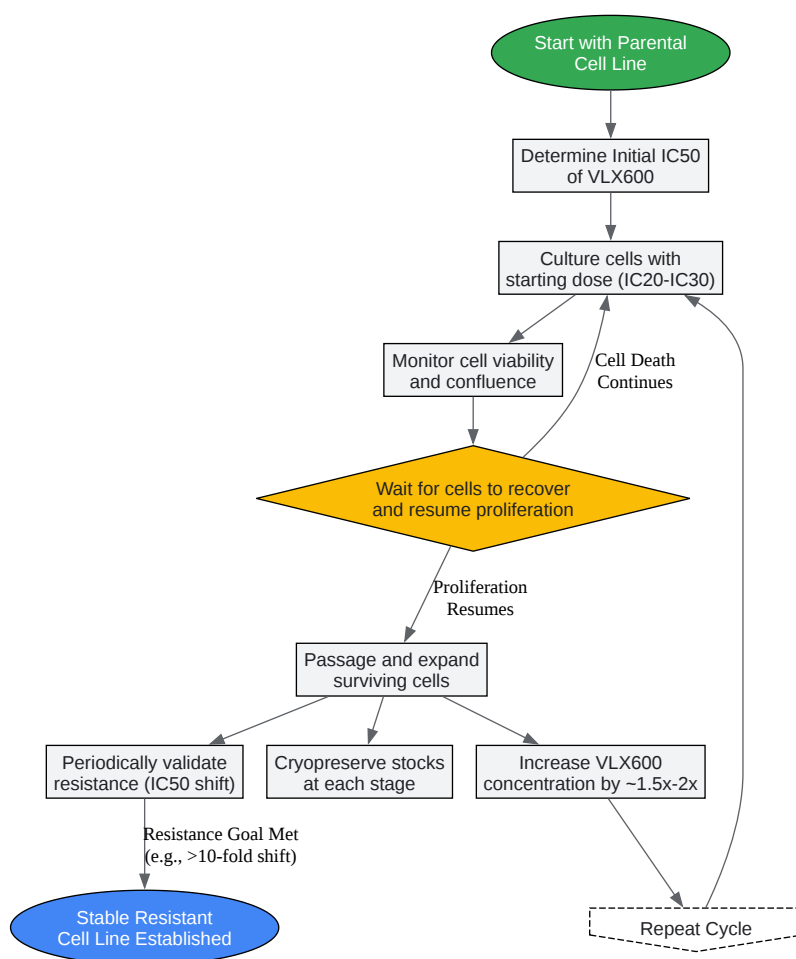 Start with Parental
Cell Line
Determine Initial IC50
of VLX600
Culture cells with
starting dose (IC20-IC30)
Monitor cell viability
and confluence
Cell Death
Continues
Wait for cells to recover
and resume proliferation
Proliferation
Resumes
Passage and expand
surviving cells
Periodically validate
resistance (IC50 shift)
Cryopreserve stocks
at each stage
Increase VLX600
concentration by ~1.5x-2x
Resistance Goal Met
(e.g., >10-fold shift)
Stable Resistant
Cell Line Established
Repeat Cycle